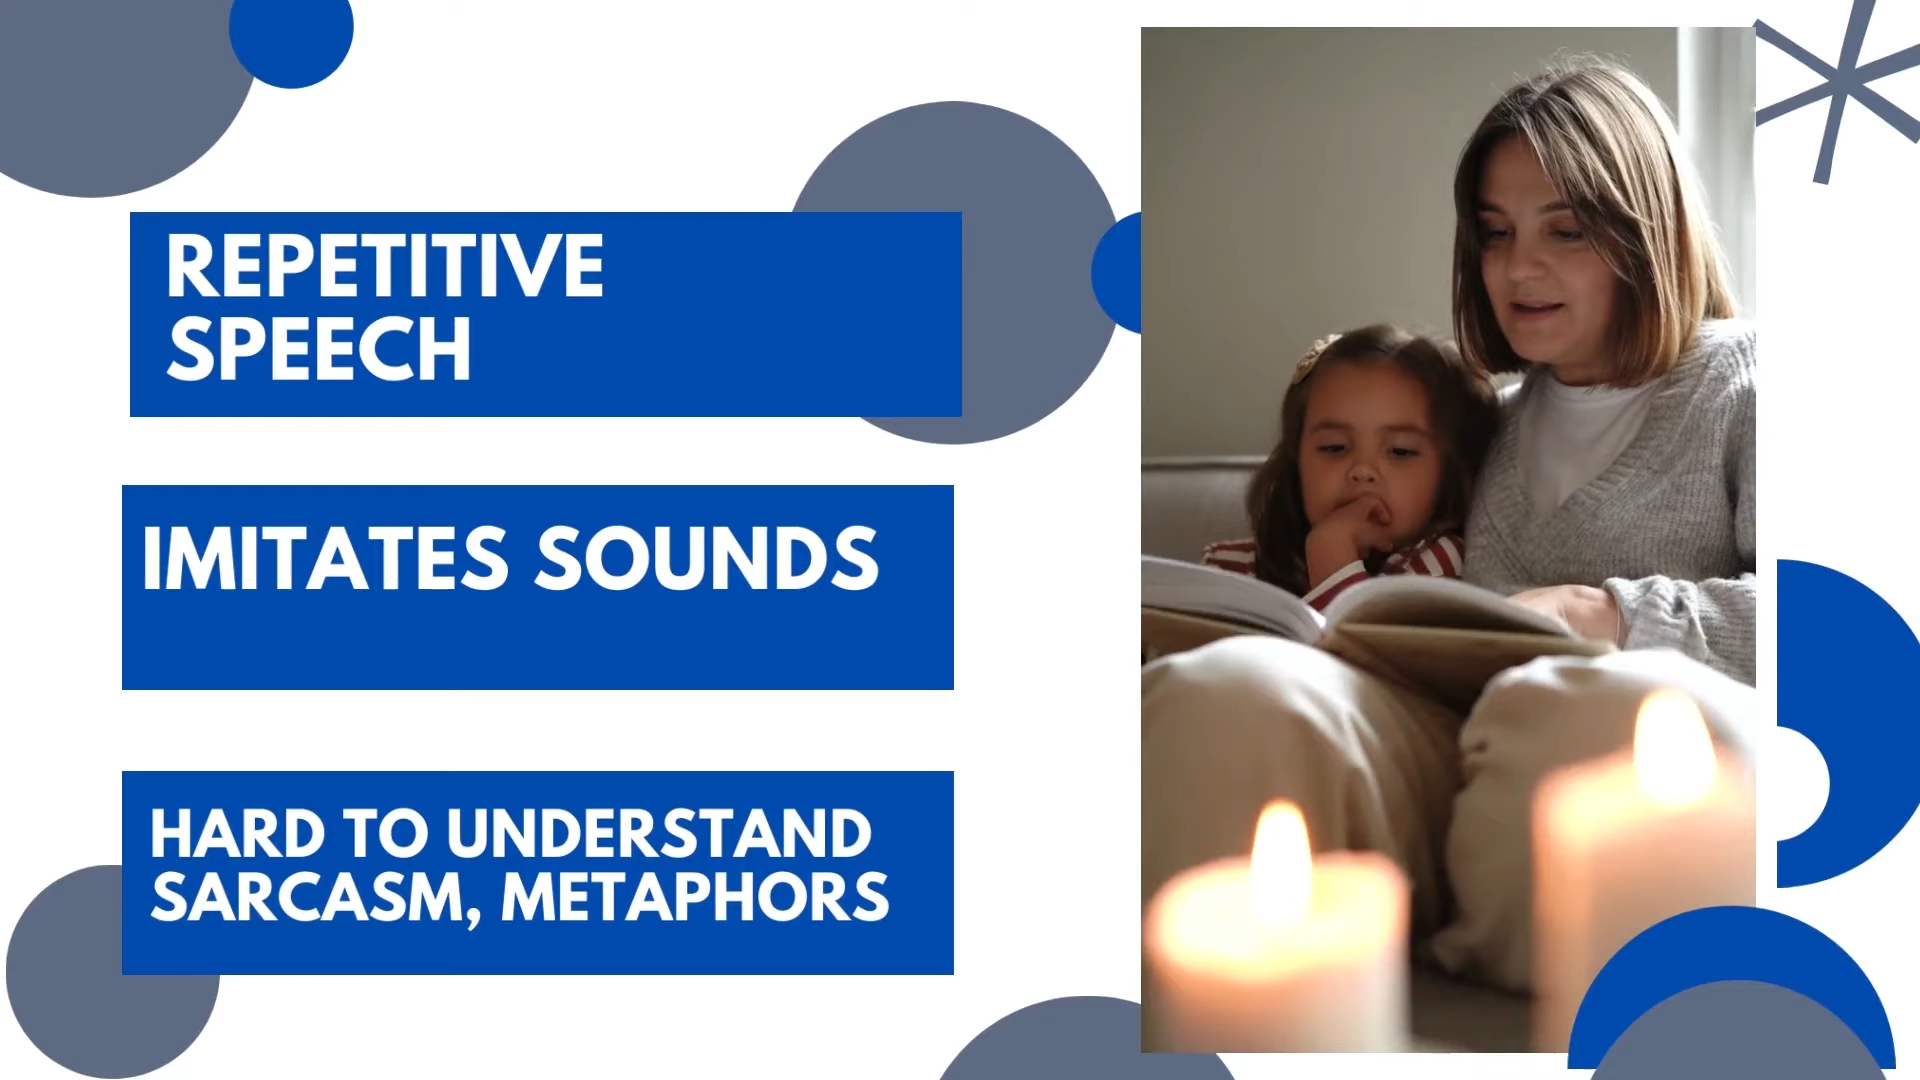 REPETITIVE
SPEECH
IMITATES SOUNDS
HARD TO UNDERSTAND
SARCASM, METAPHORS